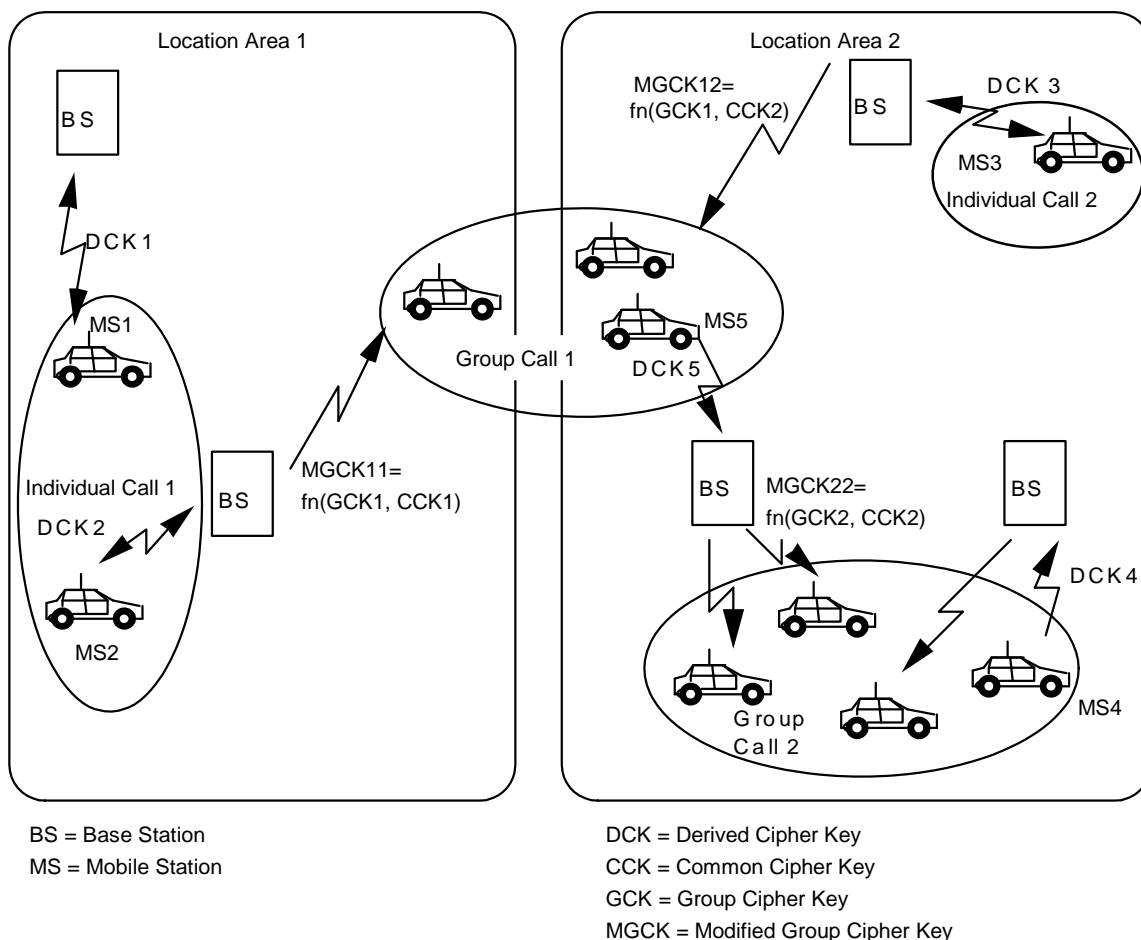 Location Area 1
BS
DCK1
MS1
Individual Call 1
DCK2
MS2
BS
MGCK11=
fn(GCK1, CCK1)
Group Call 1
Location Area 2
MGCK12=
fn(GCK1, CCK2)
BS
DCK 3
MS3
Individual Call 2
MS5
DCK5
BS
MGCK22=
fn(GCK2, CCK2)
BS
DCK4
MS4
Group
Call 2
BS = Base Station
MS = Mobile Station
DCK = Derived Cipher Key
CCK = Common Cipher Key
GCK = Group Cipher Key
MGCK = Modified Group Cipher Key